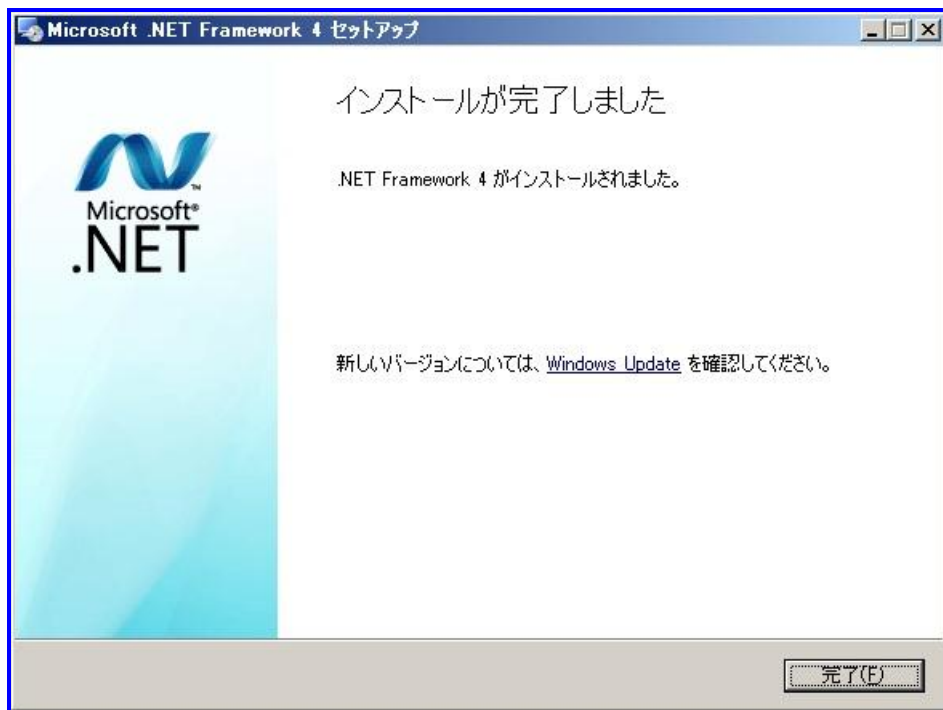 Microsoft .NET Framework 4 セットアップ
インストールが完了しました
.NET Framework 4 がインストールされました。
Microsoft®
.NET™
新しいバージョンについては、Windows Update を確認してください。
完了(F)